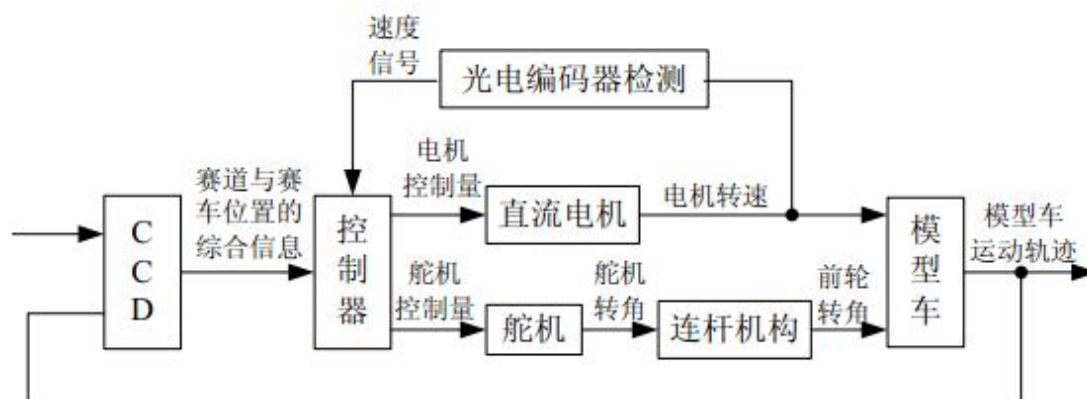 速度
信号
光电编码器检测
赛道与赛
车位置的
综合信息
电机
控制量
直流电机
电机转速
模型车
运动轨迹
CCD
控制器
模型车
舵机
控制量
舵机
舵机
转角
连杆机构
前轮
转角